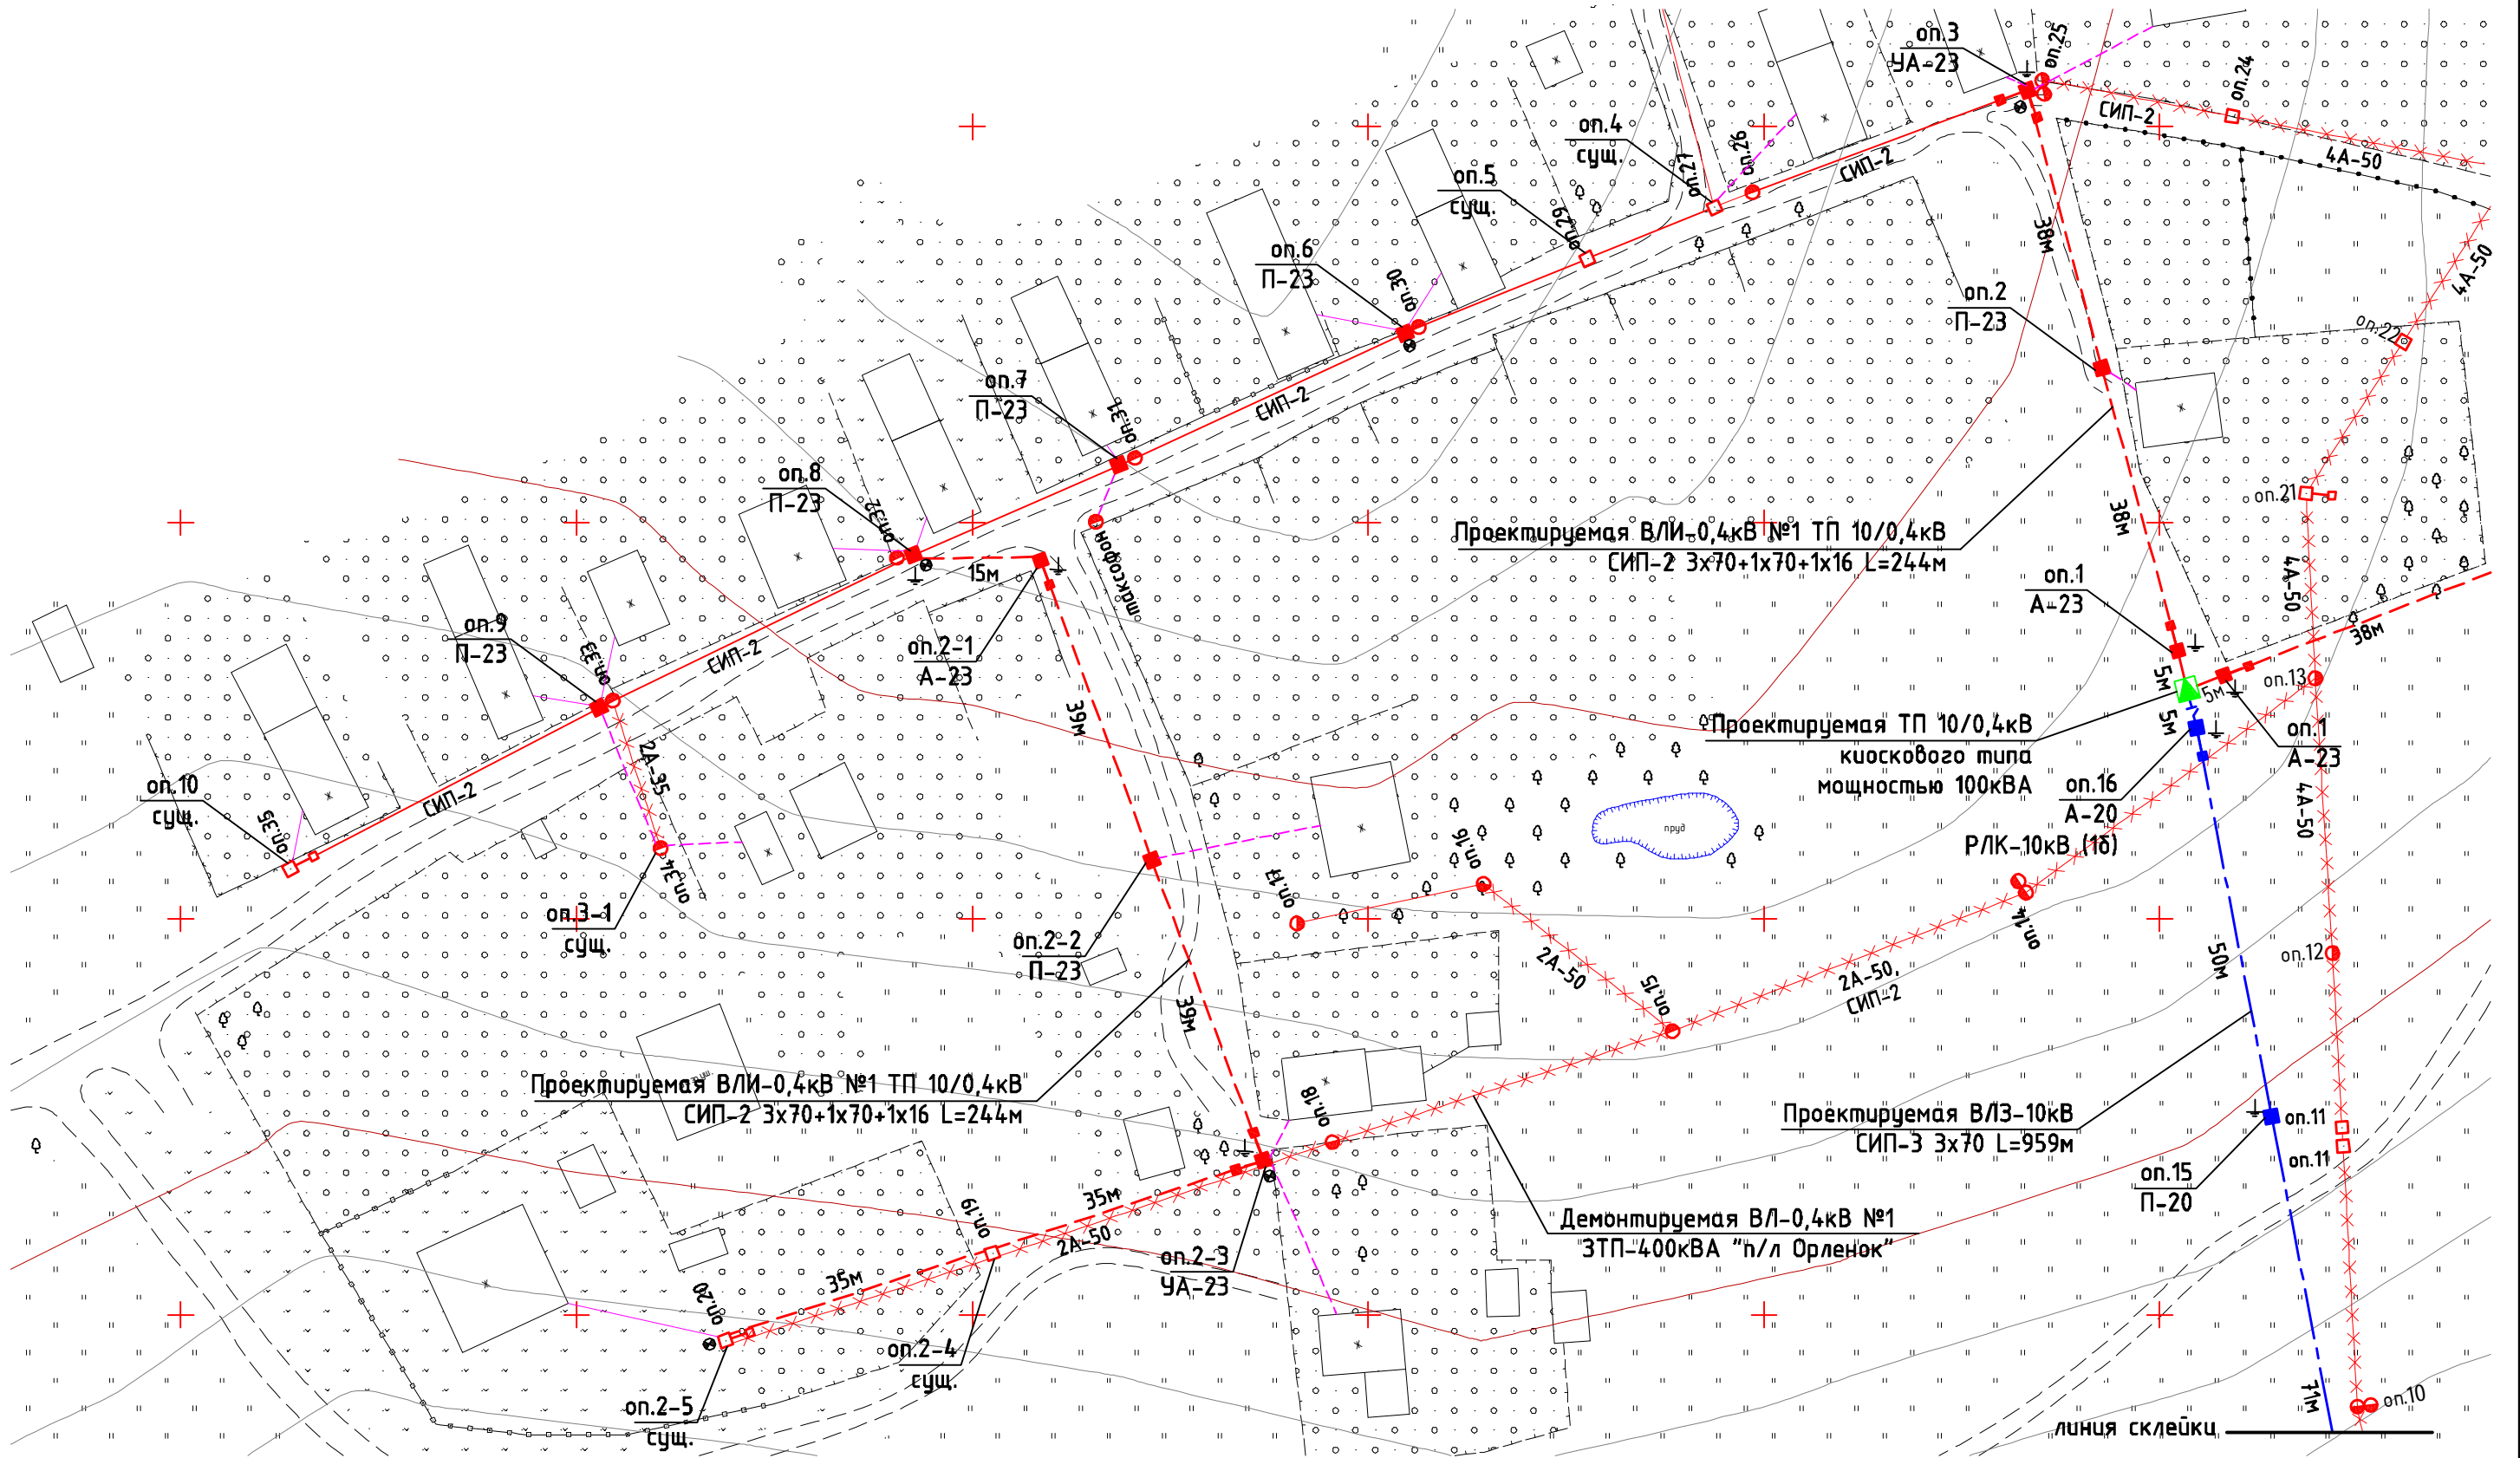 оп.3
УА-23
оп.25
оп.24
СИП-2
4А-50
оп.4
сущ.
оп.27
оп.26
СИП-2
оп.5
сущ.
оп.29
38м
4А-50
оп.6
П-23
оп.30
оп.2
П-23
оп.22
оп.7
П-23
оп.31
СИП-2
оп.8
П-23
оп.32
таксофон
15м
оп.21
38м
Проектируемая ВЛИ-0,4кВ №1 ТП 10/0,4кВ
СИП-2 3х70+1х70+1х16 L=244м
4А-50
оп.1
А-23
38м
оп.9
П-23
оп.33
СИП-2
оп.2-1
А-23
39м
5м
5м
оп.13
5м
Проектируемая ТП 10/0,4кВ
киоскового типа
мощностью 100кВА
оп.1
А-23
оп.16
А-20
РЛК-10кВ (1б)
4А-50
2А-35
оп.10
сущ.
оп.35
СИП-2
пруд
оп.16
оп.17
оп.34
оп.3-1
сущ.
оп.2-2
П-23
39м
2А-50
оп.15
2А-50,
СИП-2
оп.14
50м
оп.12
Проектируемая ВЛИ-0,4кВ №1 ТП 10/0,4кВ
СИП-2 3х70+1х70+1х16 L=244м
оп.18
Проектируемая ВЛЗ-10кВ
СИП-3 3х70 L=959м
оп.11
оп.11
оп.15
П-20
35м
оп.19
2А-50
Демонтируемая ВЛ-0,4кВ №1
ЗТП-400кВА "п/л Орленок"
оп.2-3
УА-23
35м
оп.20
оп.2-4
сущ.
оп.2-5
сущ.
71м
оп.10
линия склейки